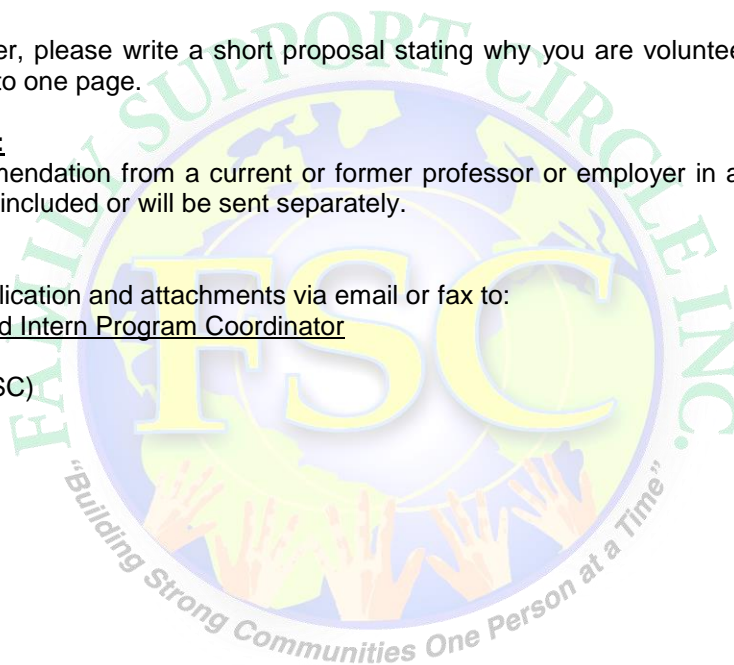 er, please write a short proposal stating why you are volunte
to one page.
:
mendation from a current or former professor or employer in a
included or will be sent separately.
lication and attachments via email or fax to:
d Intern Program Coordinator
SC)
FAMILY SUPPORT CIRCLE INC.
FSC
"Building Strong Communities One Person at a Time"